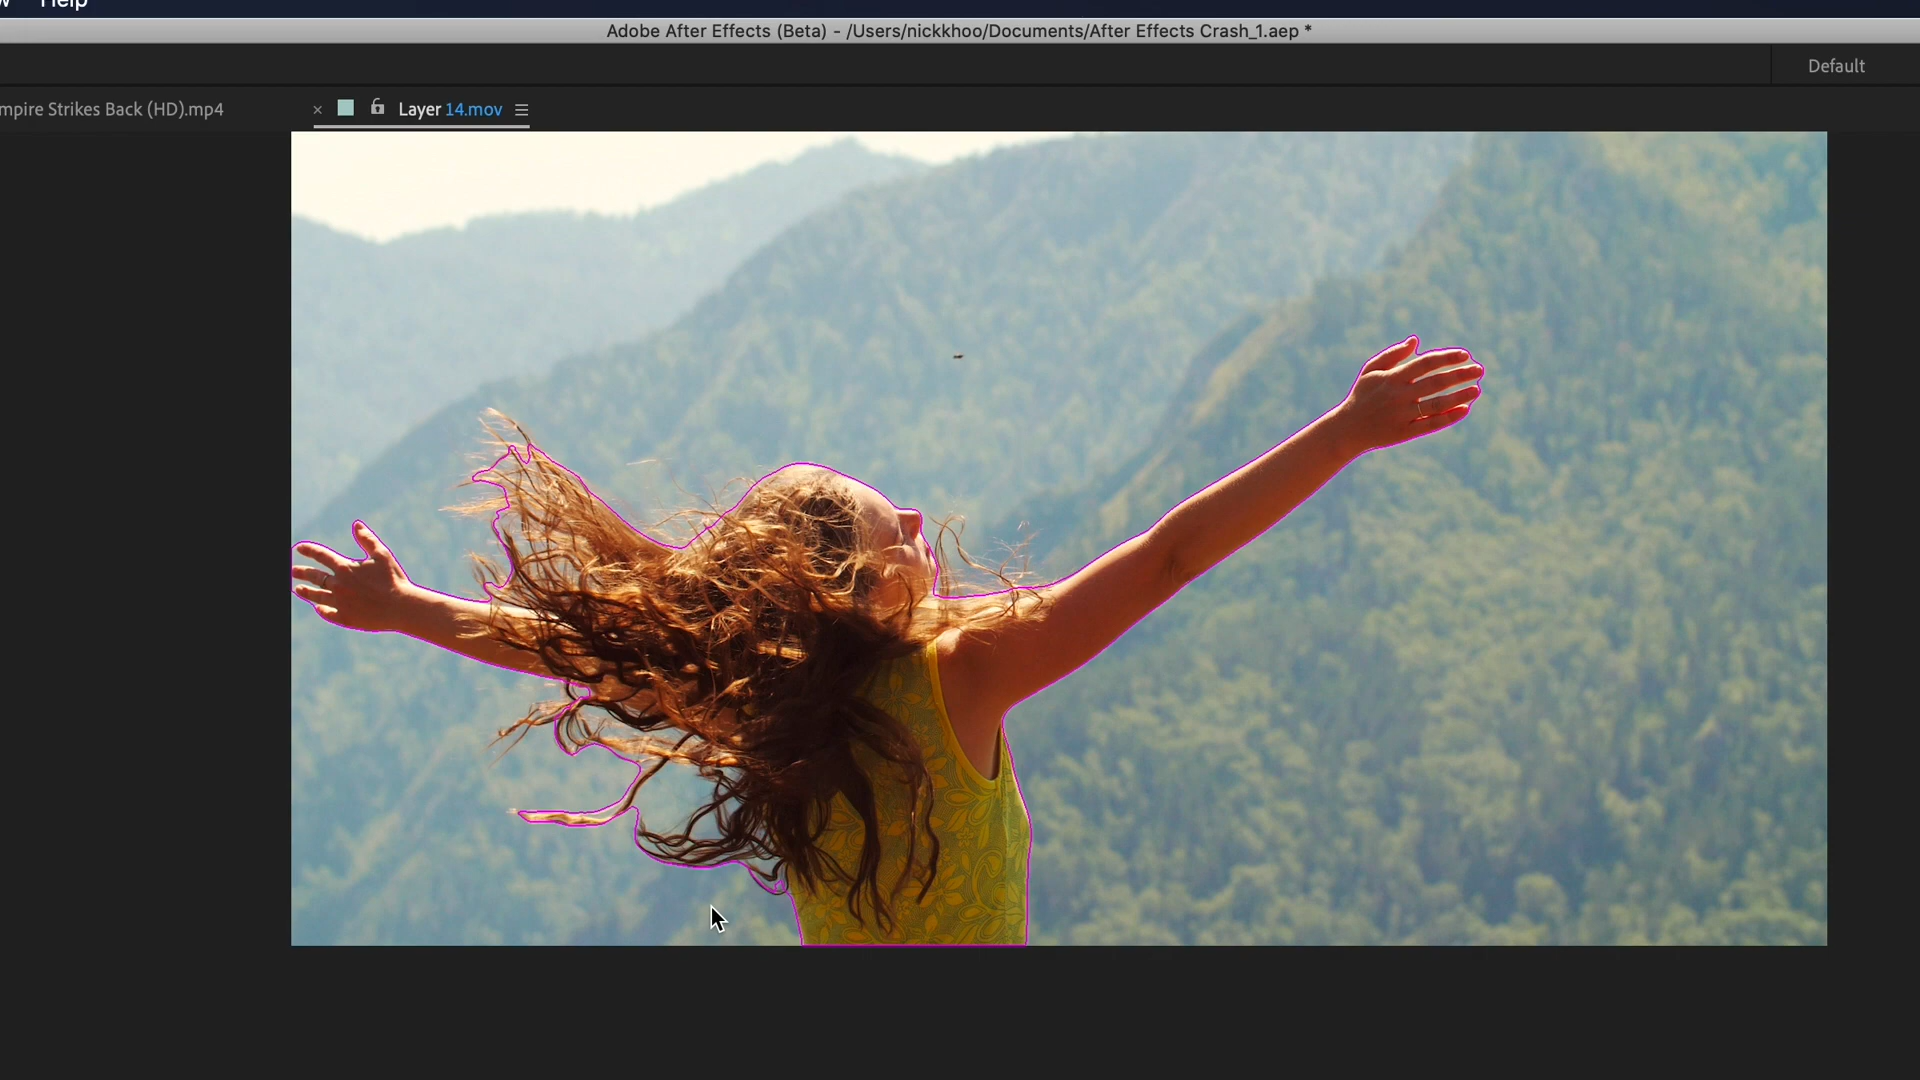 Help
Adobe After Effects (Beta) - /Users/nickkhoo/Documents/After Effects Crash_1.aep *
Default
mpire Strikes Back (HD).mp4
Layer 14.mov